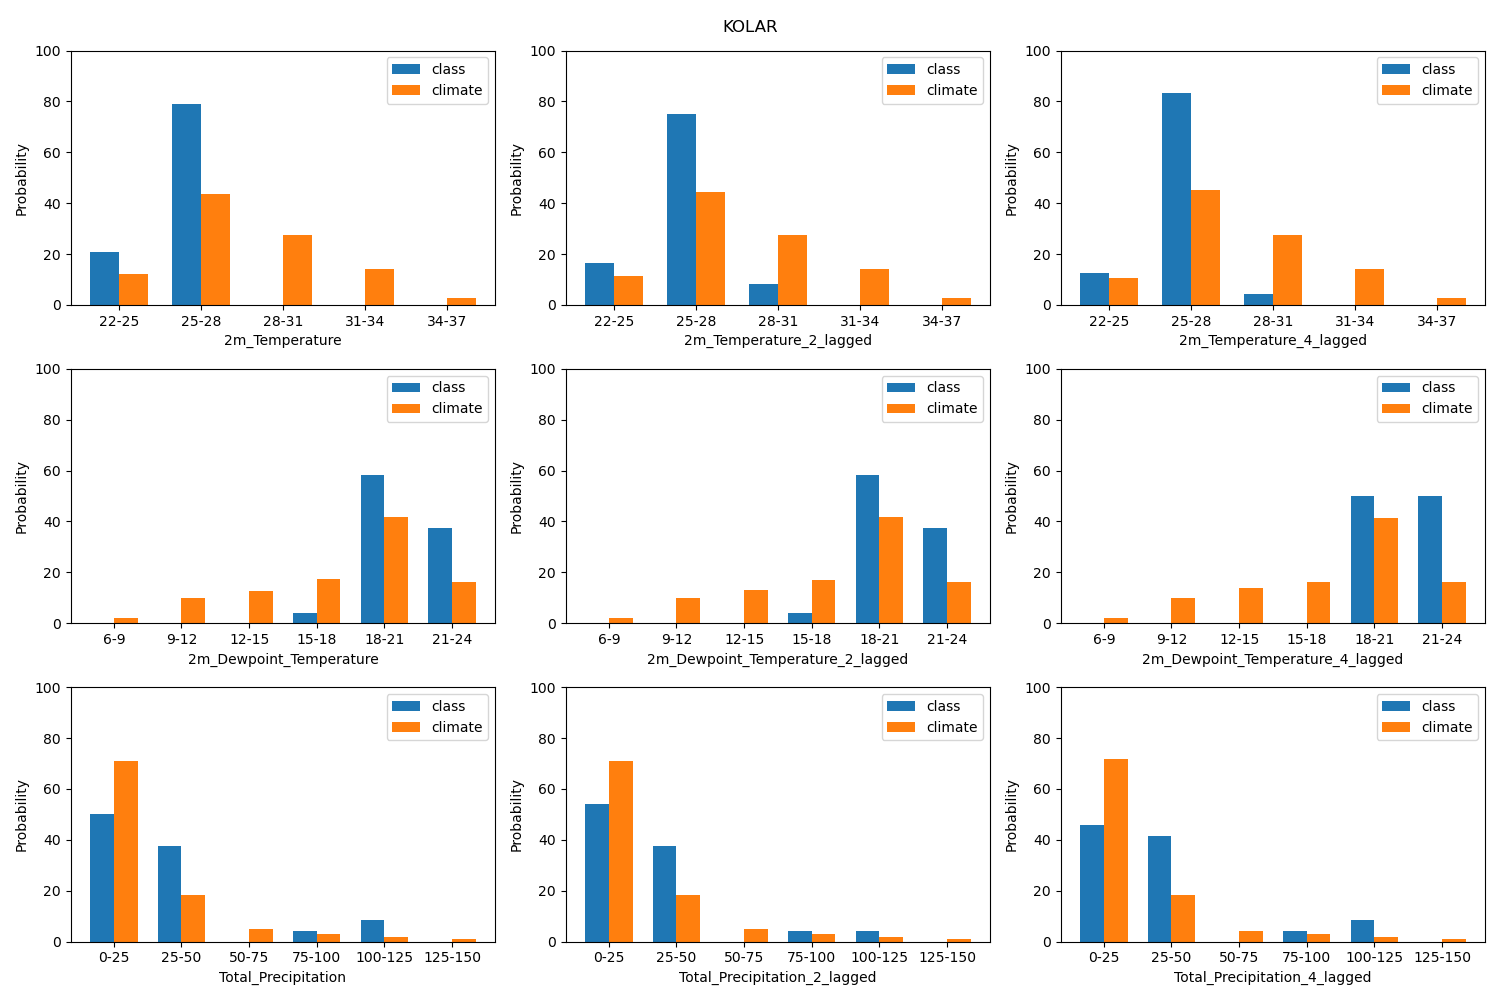 KOLAR
100
80
60
40
20
0
Probability
class
climate
22-25 25-28 28-31 31-34 34-37
2m_Temperature
100
80
60
40
20
0
Probability
class
climate
22-25 25-28 28-31 31-34 34-37
2m_Temperature_2_lagged
100
80
60
40
20
0
Probability
class
climate
22-25 25-28 28-31 31-34 34-37
2m_Temperature_4_lagged
100
80
60
40
20
0
Probability
class
climate
6-9 9-12 12-15 15-18 18-21 21-24
2m_Dewpoint_Temperature
100
80
60
40
20
0
Probability
class
climate
6-9 9-12 12-15 15-18 18-21 21-24
2m_Dewpoint_Temperature_2_lagged
100
80
60
40
20
0
Probability
class
climate
6-9 9-12 12-15 15-18 18-21 21-24
2m_Dewpoint_Temperature_4_lagged
100
80
60
40
20
0
Probability
class
climate
0-25 25-50 50-75 75-100 100-125 125-150
Total_Precipitation
100
80
60
40
20
0
Probability
class
climate
0-25 25-50 50-75 75-100 100-125 125-150
Total_Precipitation_2_lagged
100
80
60
40
20
0
Probability
class
climate
0-25 25-50 50-75 75-100 100-125 125-150
Total_Precipitation_4_lagged